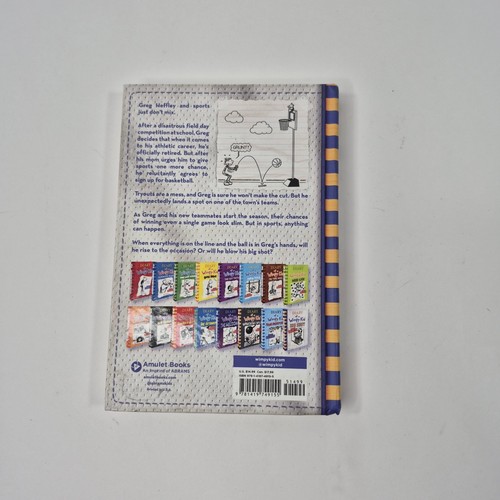 Greg Heffley and sports
just don't mix.
After a disastrous field day
competition at school, Greg
decides that when it comes
to his athletic career, he's
officially retired. But after
his mom urges him to give
sports one more chance,
he reluctantly agrees to
sign up for basketball.
GRUNT!
Tryouts are a mess, and Greg is sure he won't make the cut. But he
unexpectedly lands a spot on one of the town's teams.
As Greg and his new teammates start the season, their chances
of winning even a single game look slim. But in sports, anything
can happen.
When everything is on the line and the ball is in Greg's hands, will
he rise to the occasion? Or will he blow his big shot?
Amulet Books
An imprint of ABRAMS
wimpykid.com
@wimpykid